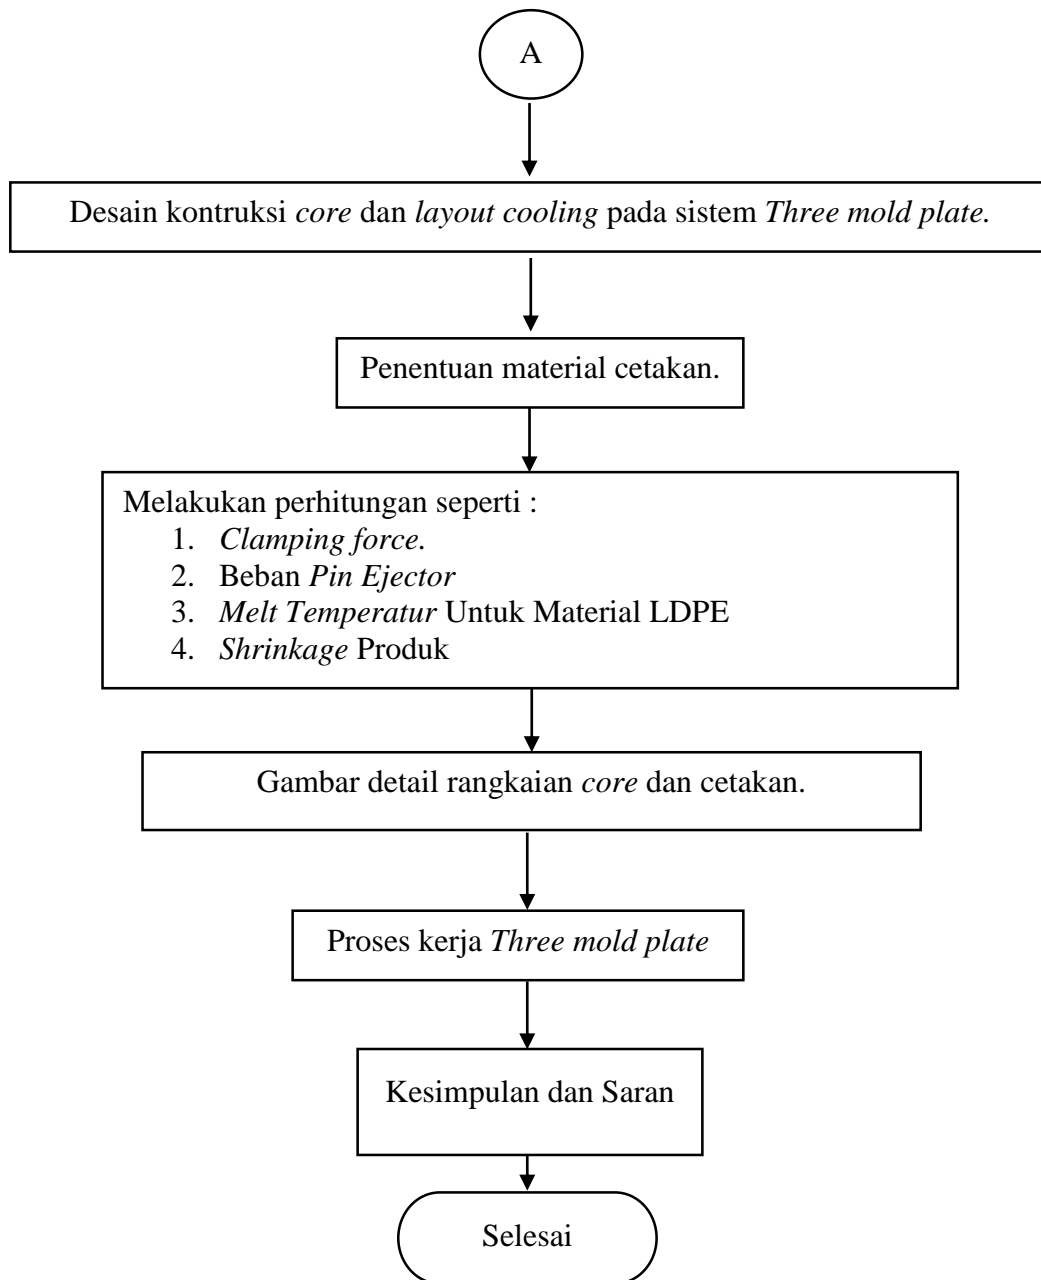 A
Desain kontruksi core dan layout cooling pada sistem Three mold plate.
Penentuan material cetakan.
Melakukan perhitungan seperti :
1. Clamping force.
2. Beban Pin Ejector
3. Melt Temperatur Untuk Material LDPE
4. Shrinkage Produk
Gambar detail rangkaian core dan cetakan.
Proses kerja Three mold plate
Kesimpulan dan Saran
Selesai